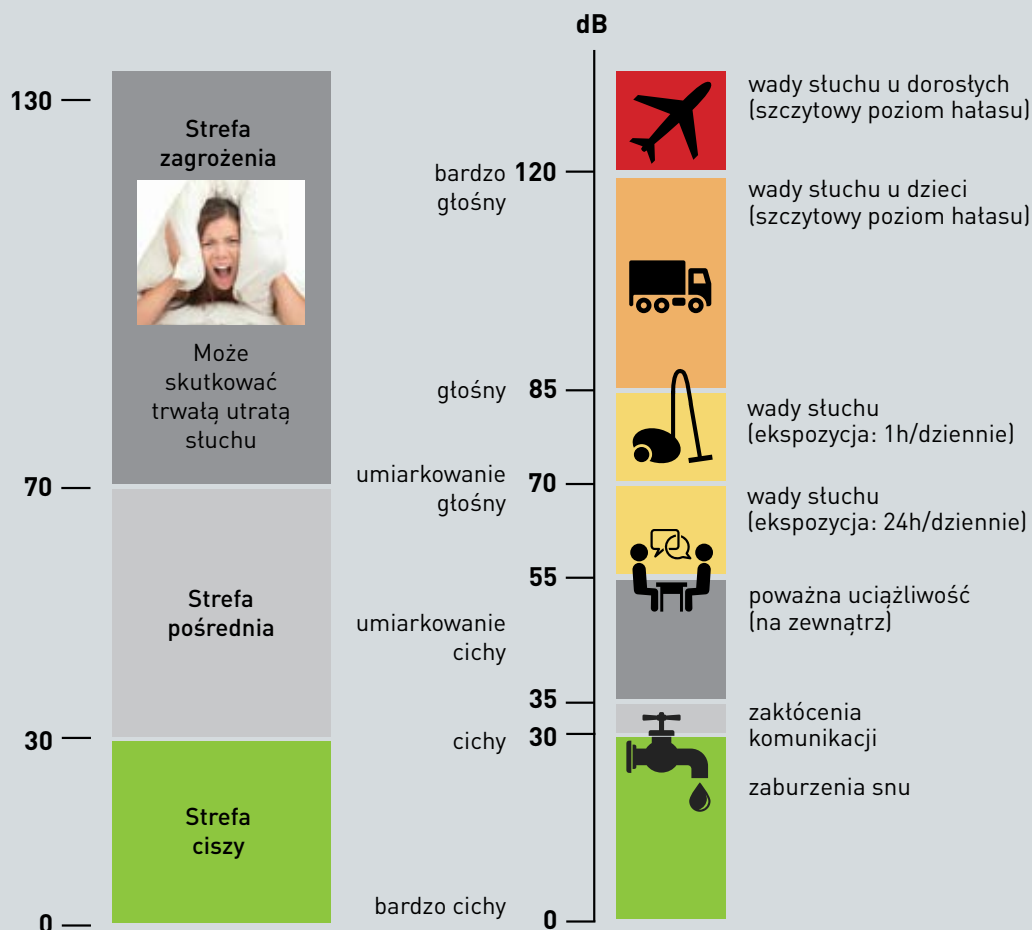 130
70
30
0
Strefa
zagrożenia
Może
skutkować
trwałą utratą
słuchu
Strefa
pośrednia
Strefa
ciszy
bardzo
głośny
głośny
umiarkowanie
głośny
umiarkowanie
cichy
cichy
bardzo cichy
dB
120
85
70
55
35
30
0
wady słuchu u dorosłych
(szczytowy poziom hałasu)
wady słuchu u dzieci
(szczytowy poziom hałasu)
wady słuchu
(ekspozycja: 1h/dziennie)
wady słuchu
(ekspozycja: 24h/dziennie)
poważna uciążliwość
(na zewnątrz)
zakłócenia
komunikacji
zaburzenia snu